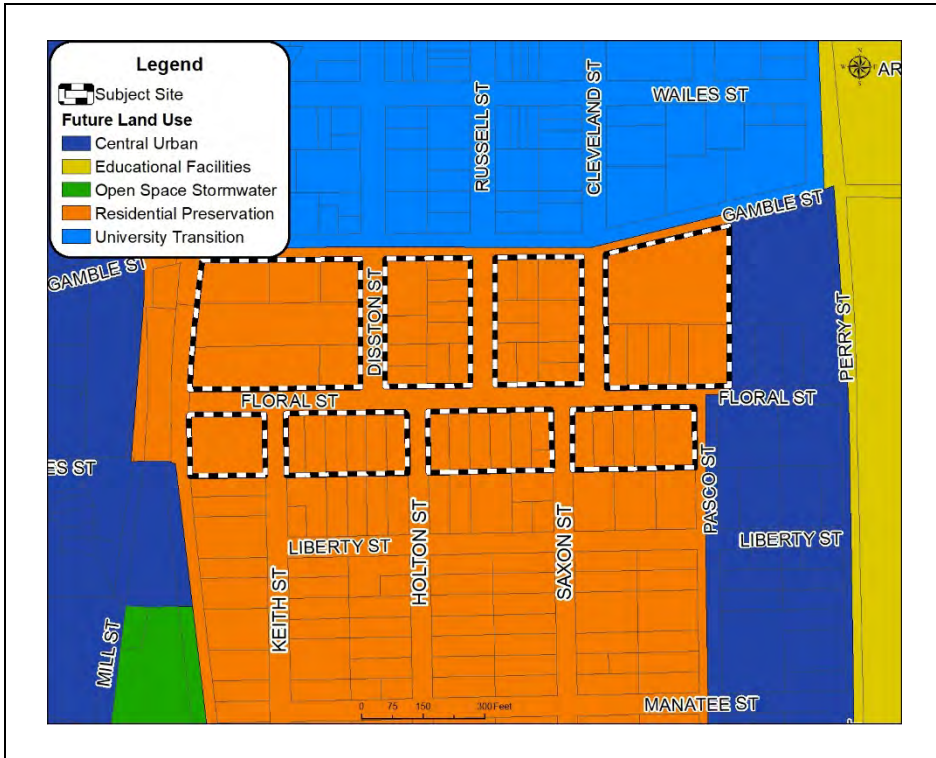 Legend
Subject Site
Future Land Use
Central Urban
Educational Facilities
Open Space Stormwater
Residential Preservation
University Transition
RUSSELL ST
CLEVELAND ST
WAILES ST
AR
GAMBLE ST
GAMBLE ST
DISSTON ST
PERRY ST
FLORAL ST
FLORAL ST
ES ST
PASCO ST
HOLTON ST
SAXON ST
LIBERTY ST
LIBERTY ST
KEITH ST
MILL ST
MANATEE ST
0 75 150 300 Feet